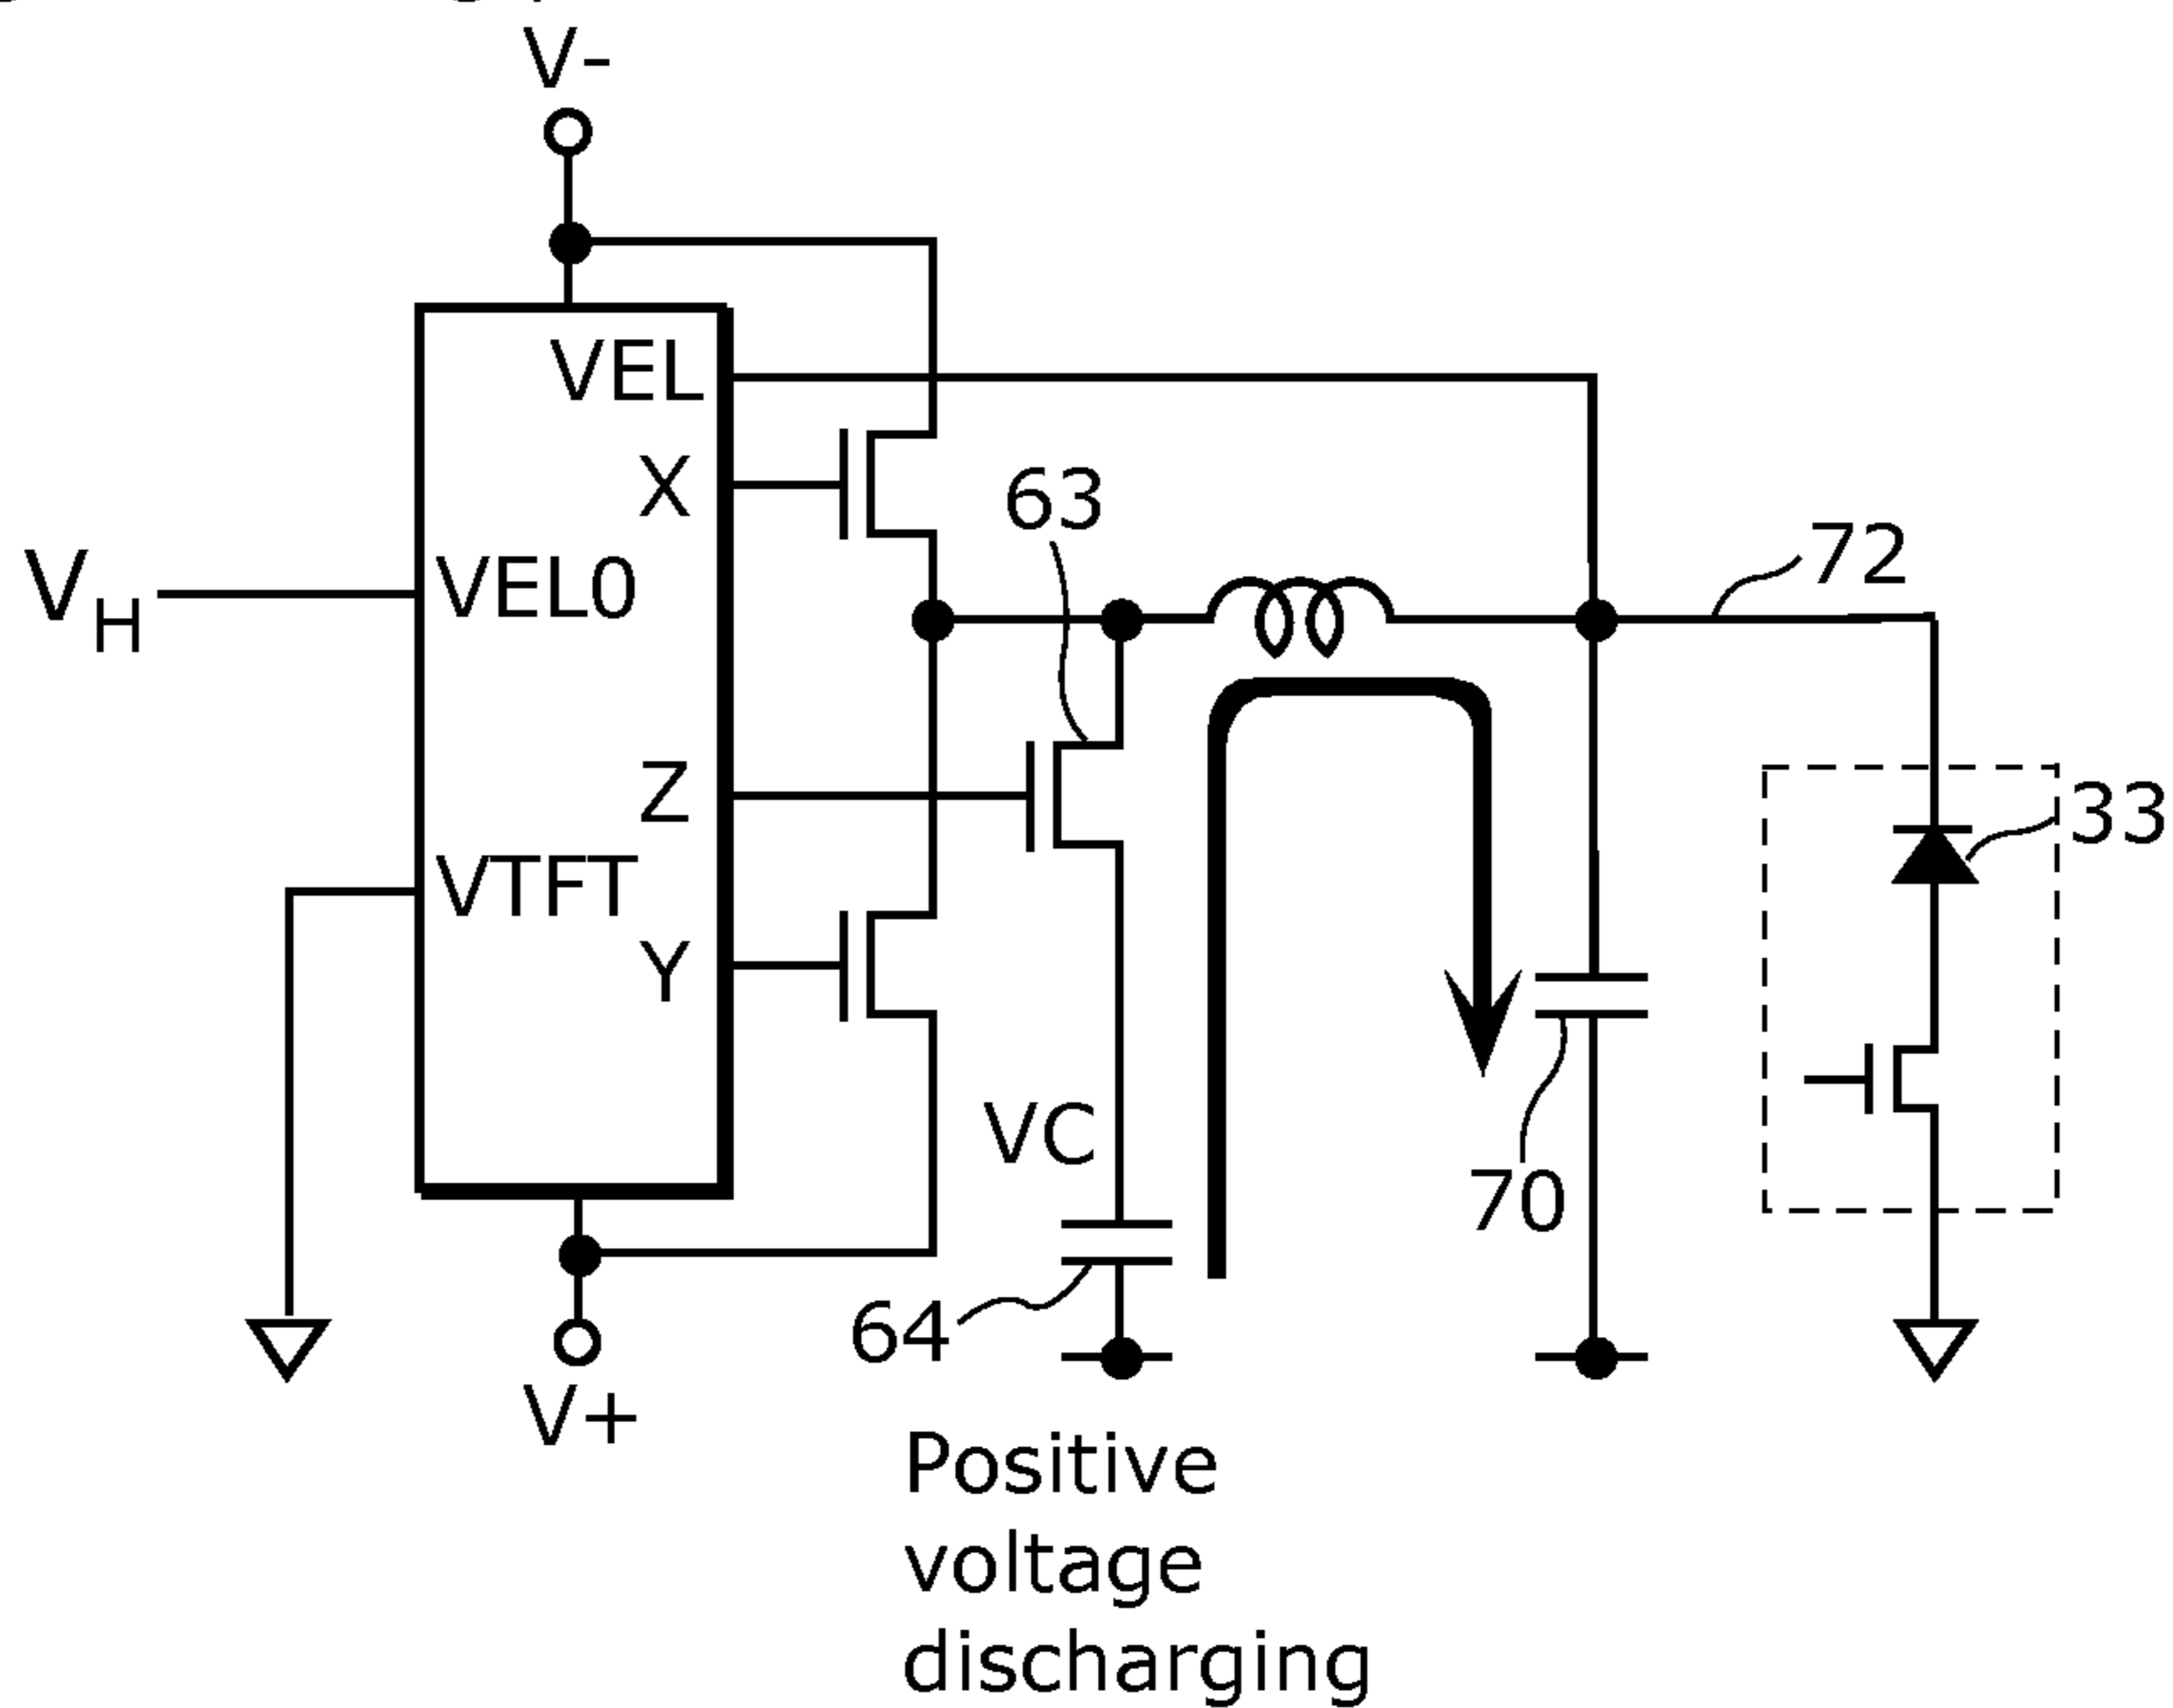 V-
VEL
X
63
VH
VEL0
72
Z
33
VTFT
Y
VC
70
64
V+
Positive
voltage
discharging